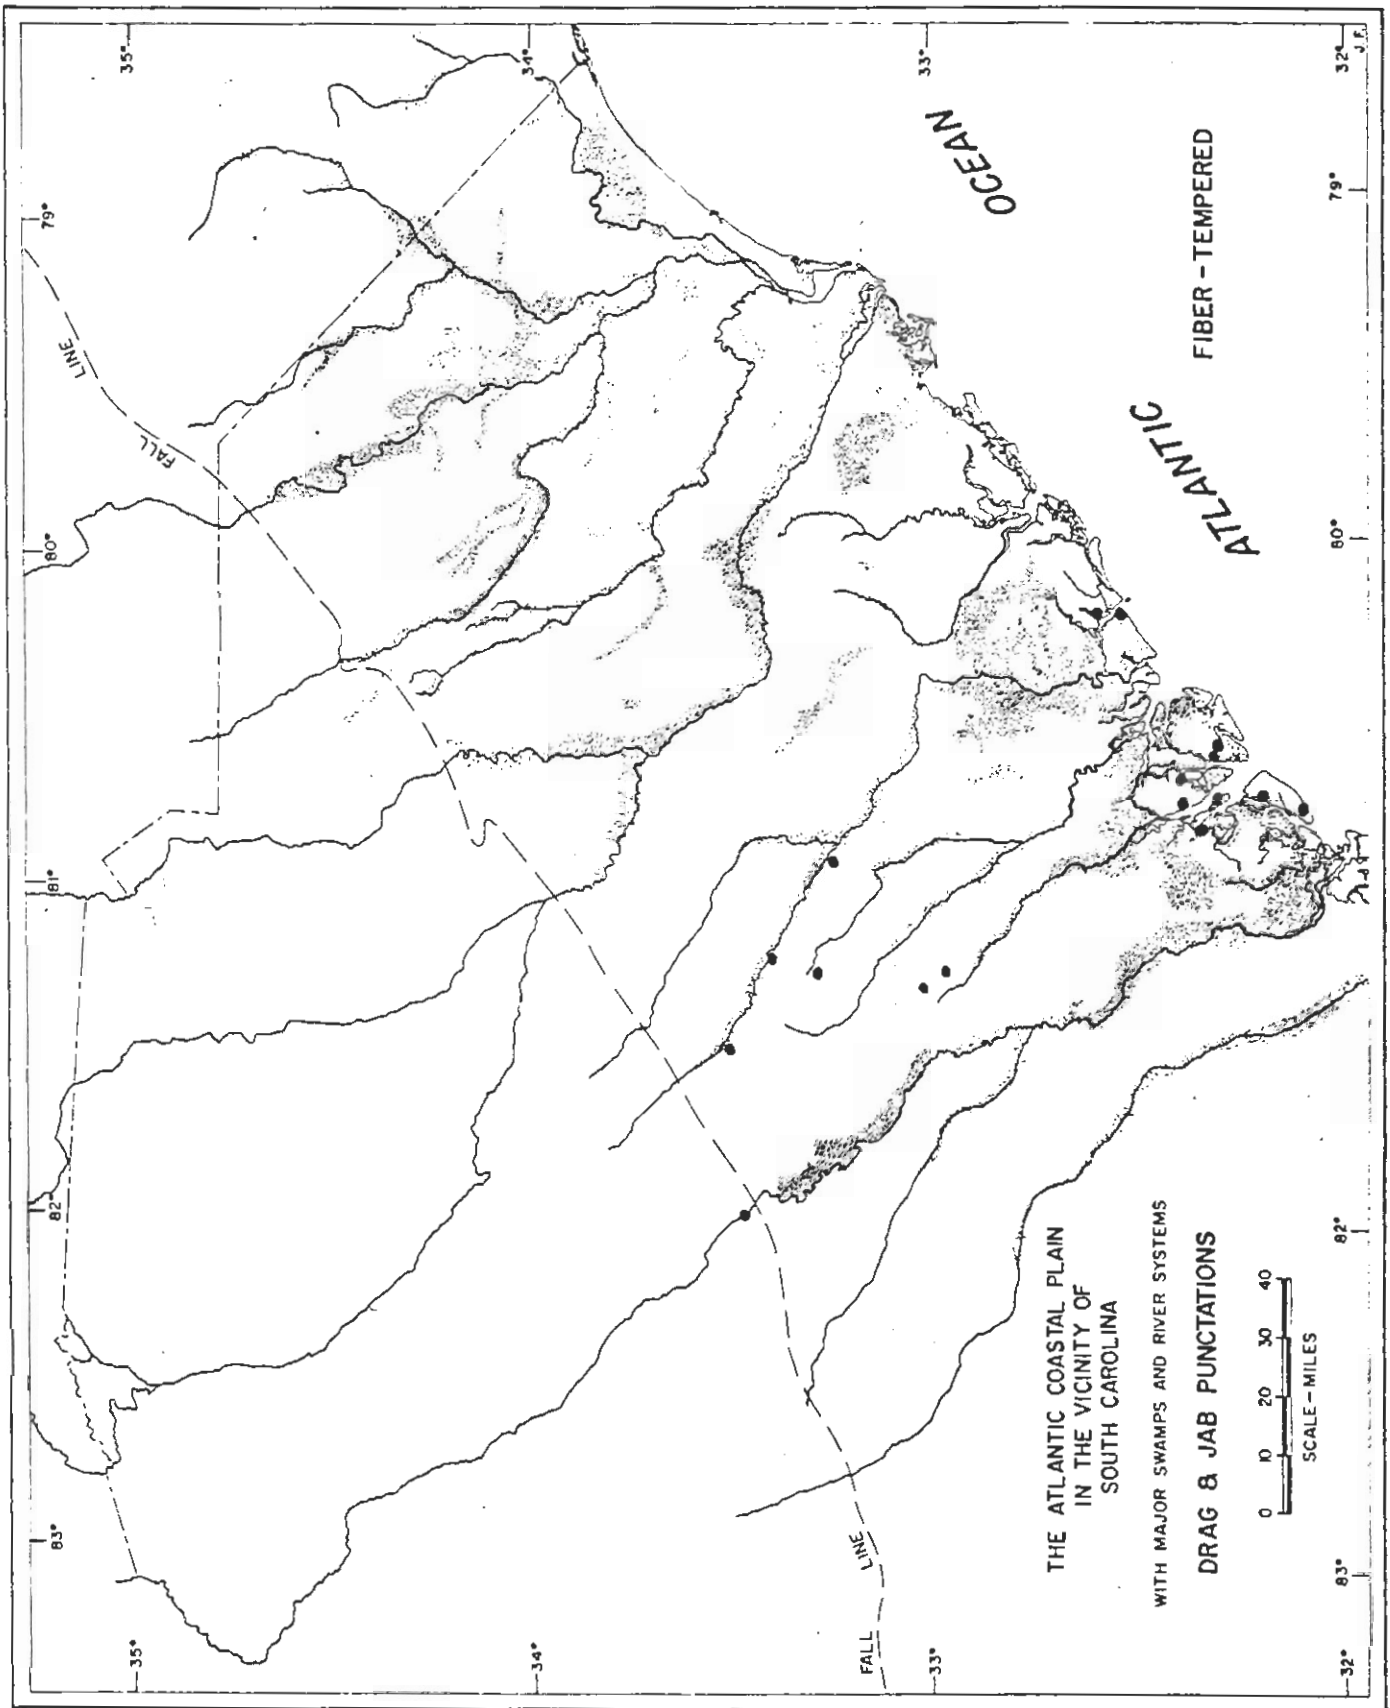 83°
82°
81°
80°
79°
35°
35°
FALL
LINE
34°
34°
33°
33°
FALL
LINE
OCEAN
ATLANTIC
THE ATLANTIC COASTAL PLAIN
IN THE VICINITY OF
SOUTH CAROLINA
WITH MAJOR SWAMPS AND RIVER SYSTEMS
DRAG & JAB PUNCTATIONS
FIBER-TEMPERED
0 10 20 30 40
SCALE-MILES
32°
32°
83°
82°
80°
79°
J.F.